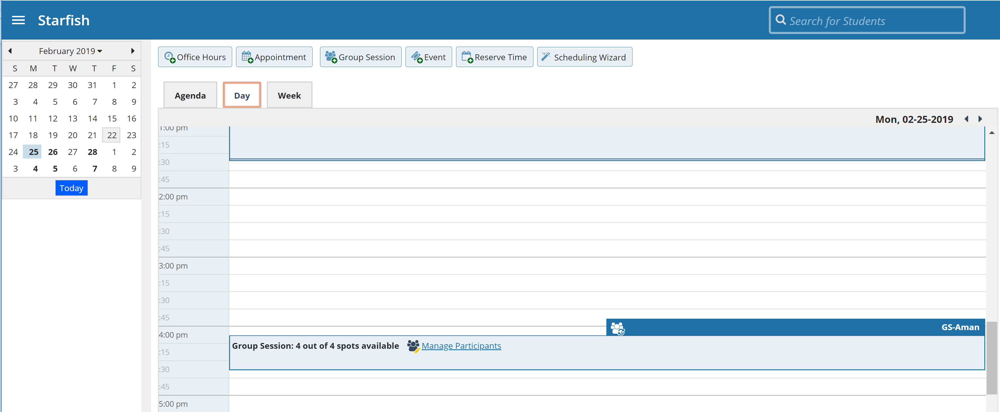 Starfish
Search for Students
February 2019
S M T W T F S
27 28 29 30 31 1 2
3 4 5 6 7 8 9
10 11 12 13 14 15 16
17 18 19 20 21 22 23
24 25 26 27 28 1 2
3 4 5 6 7 8 9
Today
Office Hours Appointment Group Session Event Reserve Time Scheduling Wizard
Agenda Day Week
Mon, 02-25-2019
1:00 pm
:15
:30
:45
2:00 pm
:15
:30
:45
3:00 pm
:15
:30
:45
GS-Aman
4:00 pm
Group Session: 4 out of 4 spots available Manage Participants
:15
:30
:45
5:00 pm